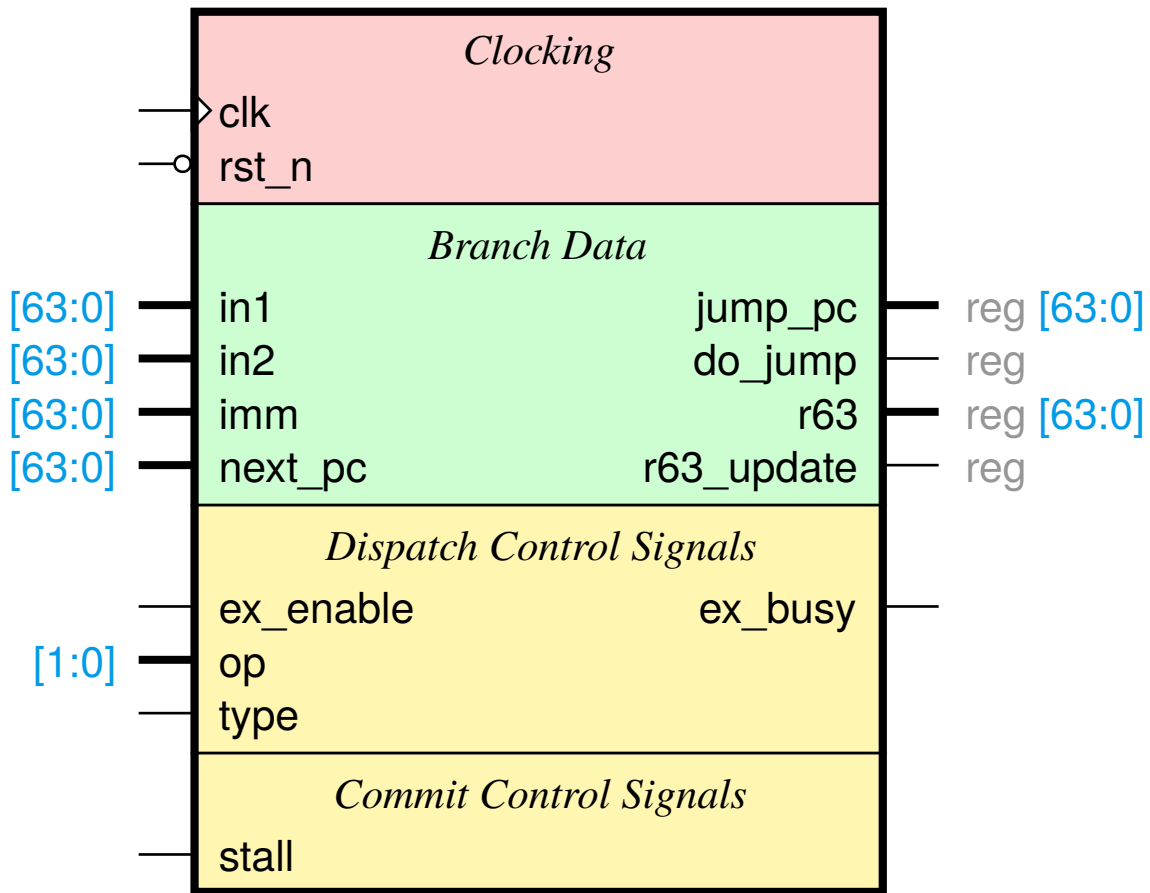 Clocking
clk
rst_n
Branch Data
[63:0] in1 jump_pc reg [63:0]
[63:0] in2 do_jump reg
[63:0] imm r63 reg [63:0]
[63:0] next_pc r63_update reg
Dispatch Control Signals
ex_enable ex_busy
[1:0] op
type
Commit Control Signals
stall